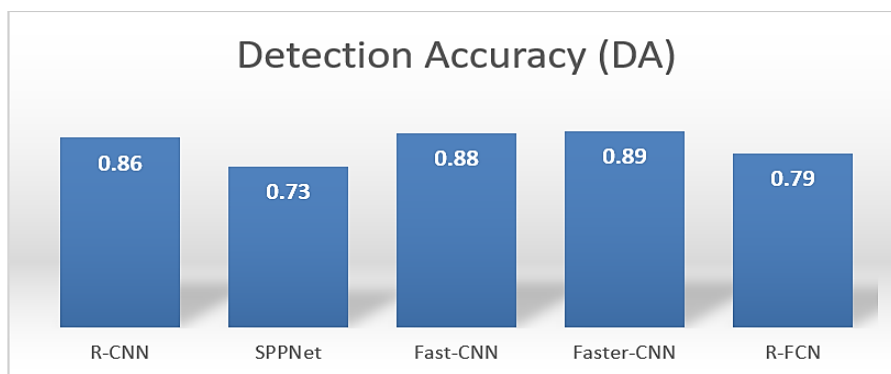 Detection Accuracy (DA)
0.86
0.73
0.88
0.89
0.79
R-CNN
SPPNet
Fast-CNN
Faster-CNN
R-FCN